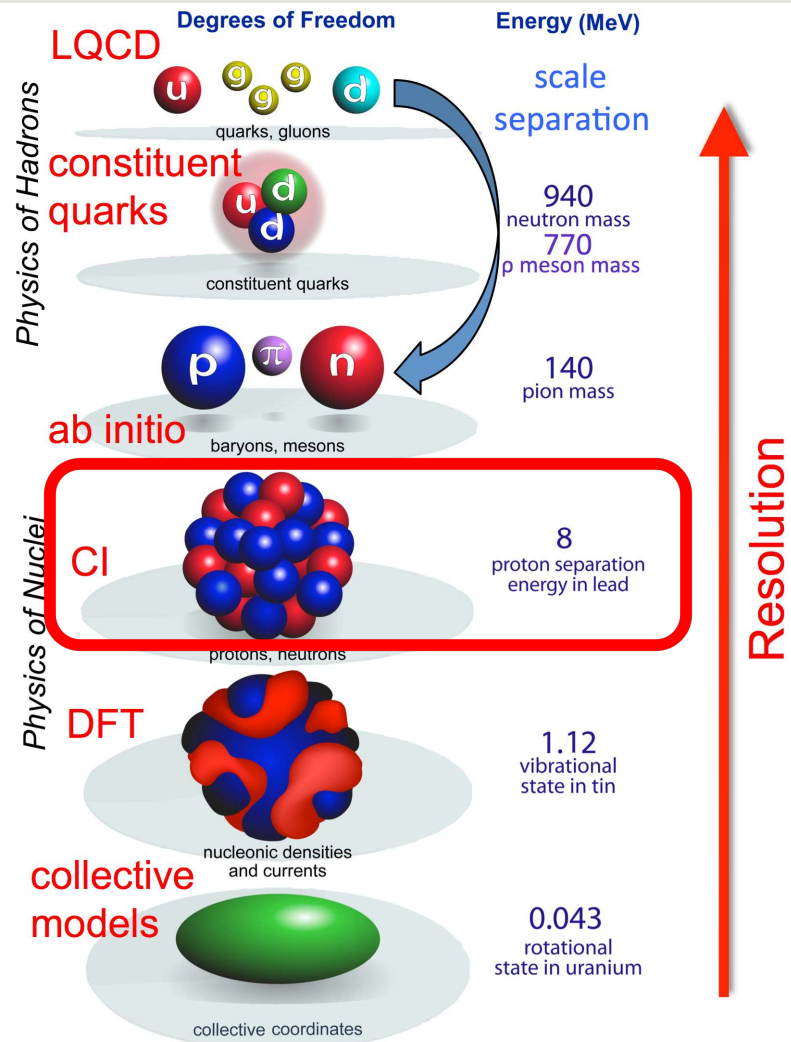 Degrees of Freedom
Energy (MeV)
LQCD
u
g
g
g
d
quarks, gluons
scale
separation
Physics of Hadrons
constituent
quarks
u
d
d
constituent quarks
940
neutron mass
770
ρ meson mass
p
π
n
140
pion mass
ab initio
baryons, mesons
Physics of Nuclei
CI
protons, neutrons
8
proton separation
energy in lead
Resolution
DFT
nucleonic densities
and currents
1.12
vibrational
state in tin
collective
models
0.043
rotational
state in uranium
collective coordinates